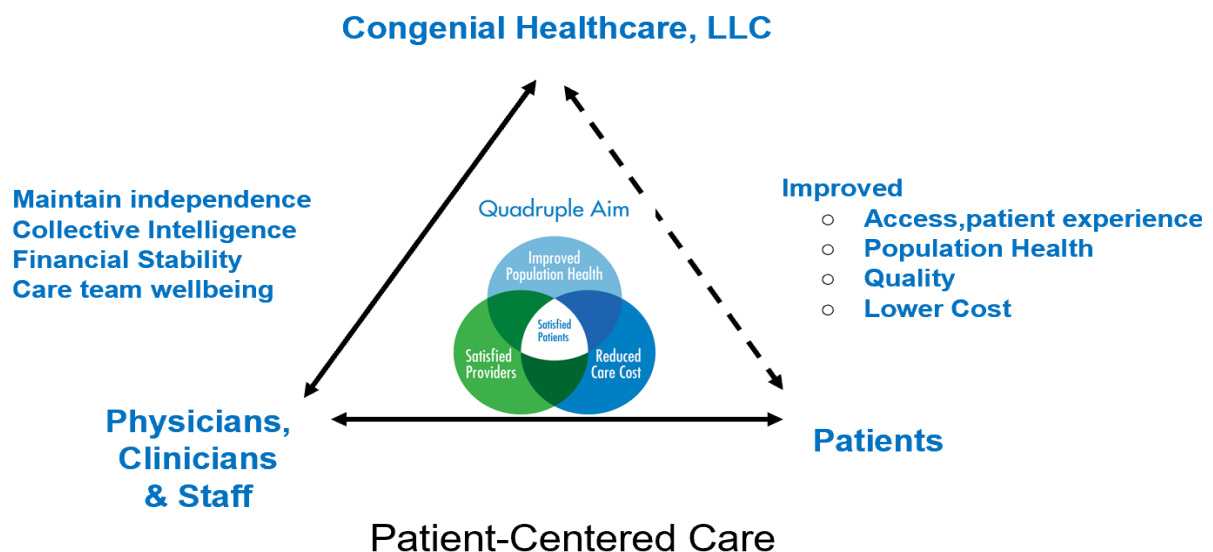 Congenial Healthcare, LLC
Maintain independence
Collective Intelligence
Financial Stability
Care team wellbeing
Quadruple Aim
Improved
Population Health
Satisfied
Patients
Satisfied
Providers
Reduced
Care Cost
Improved
○ Access,patient experience
○ Population Health
○ Quality
○ Lower Cost
Physicians,
Clinicians
& Staff
Patients
Patient-Centered Care